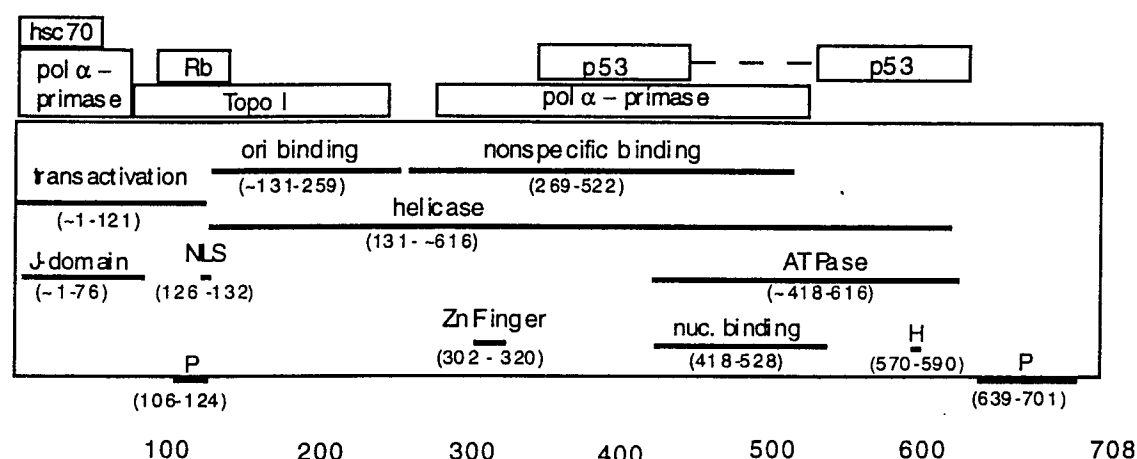 hsc70
pol α – primase
Rb
Topo I
p53
p53
pol α – primase
ori binding
(~131-259)
nonspecific binding
(269-522)
transactivation
(~1-121)
helicase
(131- ~616)
J-domain
(~1-76)
NLS
(126-132)
ATPase
(~418-616)
Zn Finger
(302 - 320)
nuc. binding
(418-528)
H
(570-590)
P
(106-124)
P
(639-701)
100 200 300 400 500 600 708